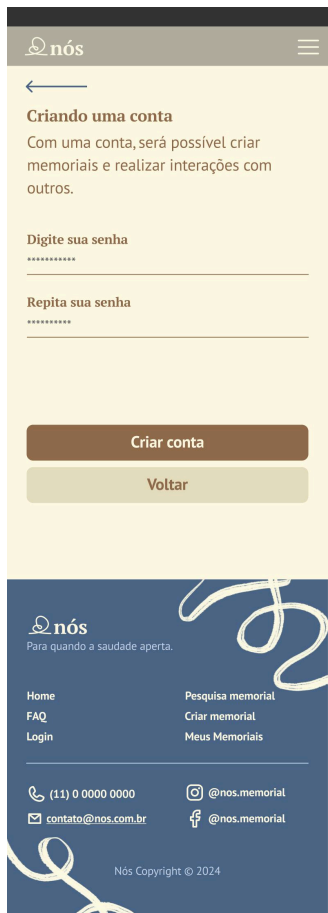 nós
Criando uma conta
Com uma conta, será possível criar
memoriais e realizar interações com
outros.
Digite sua senha
•••••••••••
Repita sua senha
••••••••••
Criar conta
Voltar
nós
Para quando a saudade aperta.
Home
Pesquisa memorial
FAQ
Criar memorial
Login
Meus Memoriais
(11) 0 0000 0000
@nos.memorial
contato@nos.com.br
@nos.memorial
Nós Copyright © 2024